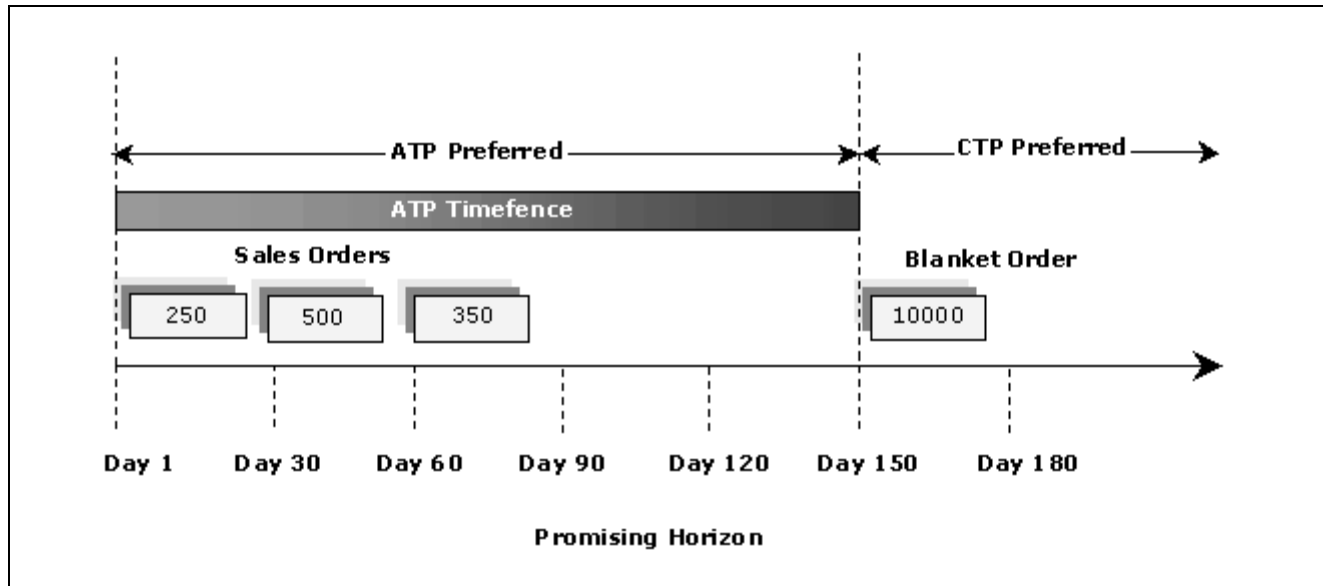 ATP Preferred
CTP Preferred
ATP Timefence
Sales Orders
Blanket Order
250
500
350
10000
Day 1
Day 30
Day 60
Day 90
Day 120
Day 150
Day 180
Promising Horizon